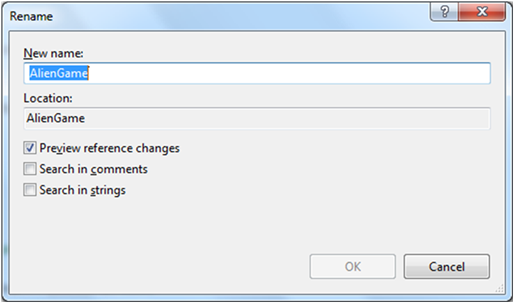 Rename
New name:
AlienGame
Location:
AlienGame
Preview reference changes
Search in comments
Search in strings
OK
Cancel